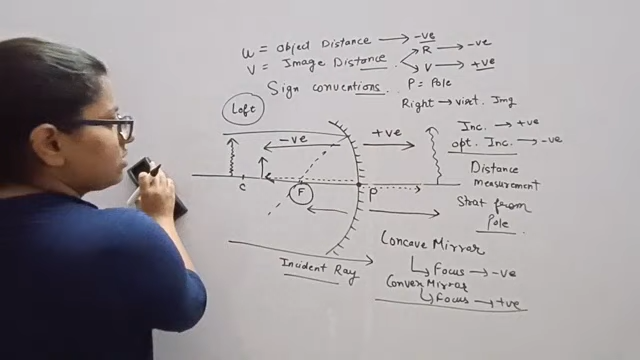 u = Object Distance → -ve
V = Image Distance
R → -ve
V → +ve
Sign conventions
P = Pole
Left
Right → virt. Img
-ve
+ve
Inc. → +ve
opt. Inc. → -ve
Distance
measurement
Strat from
Pole
C
F
P
Concave Mirror
Focus → -ve
Convex Mirror
Focus → +ve
Incident Ray